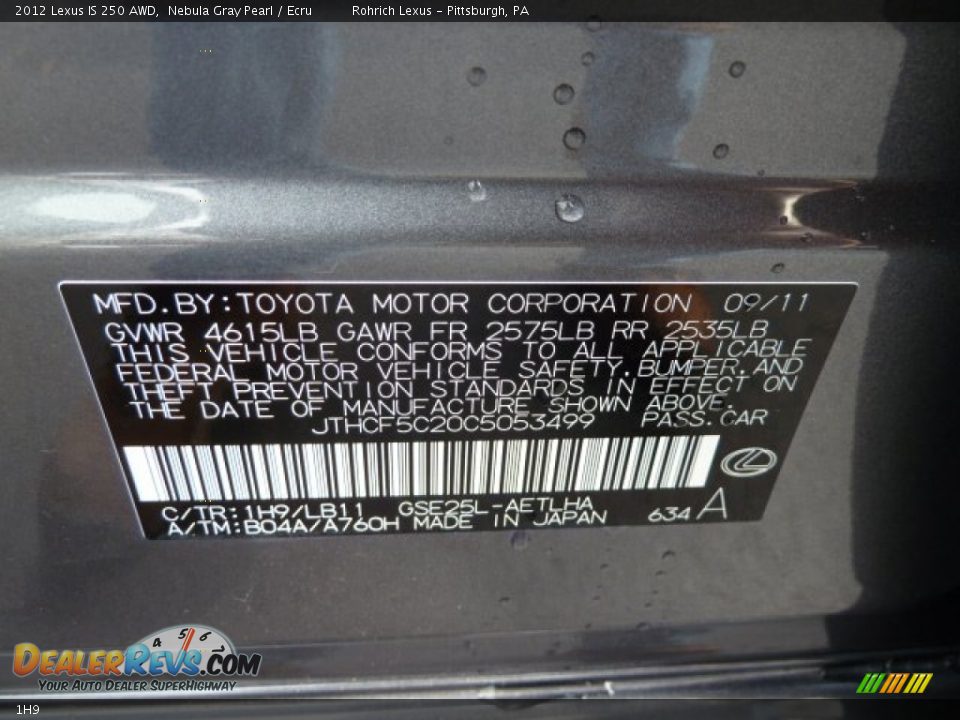 2012 Lexus IS 250 AWD, Nebula Gray Pearl / Ecru Rohrich Lexus - Pittsburgh, PA
MFD.BY:TOYOTA MOTOR CORPORATION 09/11
GVWR 4615LB GAWR FR 2575LB RR 2535LB
THIS VEHICLE CONFORMS TO ALL APPLICABLE
FEDERAL MOTOR VEHICLE SAFETY,BUMPER,AND
THEFT PREVENTION STANDARDS IN EFFECT ON
THE DATE OF MANUFACTURE SHOWN ABOVE.
JTHCF5C20C5053499 PASS.CAR
C/TR:1H9/LB11 GSE25L-AETLHA
A/TM:B04A/A760H MADE IN JAPAN 634 A
4 5 6
DEALERREVS.COM
YOUR AUTO DEALER SUPERHIGHWAY
1H9